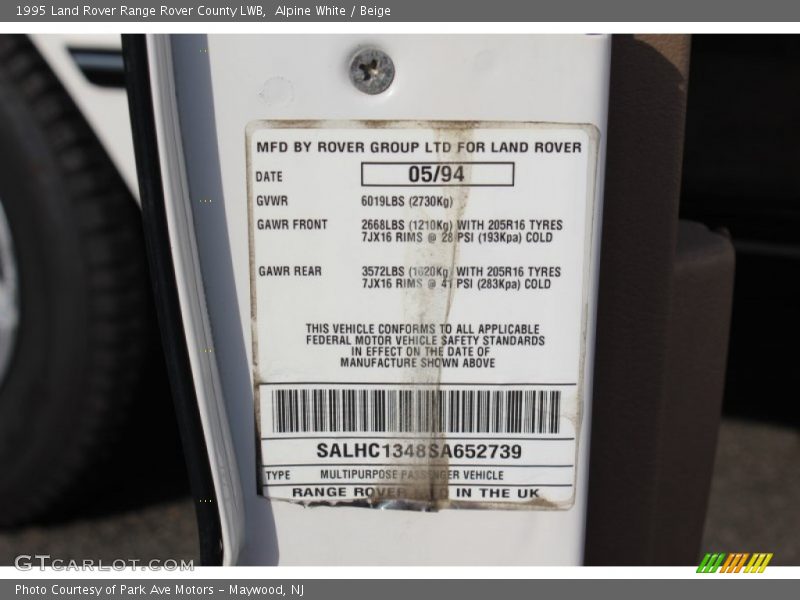 1995 Land Rover Range Rover County LWB,  Alpine White / Beige
MFD BY ROVER GROUP LTD FOR LAND ROVER
DATE 05/94
GVWR 6019LBS (2730Kg)
GAWR FRONT 2668LBS (1210Kg) WITH 205R16 TYRES
7JX16 RIMS @ 28 PSI (193Kpa) COLD
GAWR REAR 3572LBS (1620Kg) WITH 205R16 TYRES
7JX16 RIMS @ 41 PSI (283Kpa) COLD
THIS VEHICLE CONFORMS TO ALL APPLICABLE
FEDERAL MOTOR VEHICLE SAFETY STANDARDS
IN EFFECT ON THE DATE OF
MANUFACTURE SHOWN ABOVE
SALHC1348SA652739
TYPE MULTIPURPOSE PASSENGER VEHICLE
RANGE ROVER MFD IN THE UK
GTCARLOT.COM
Photo Courtesy of Park Ave Motors - Maywood, NJ